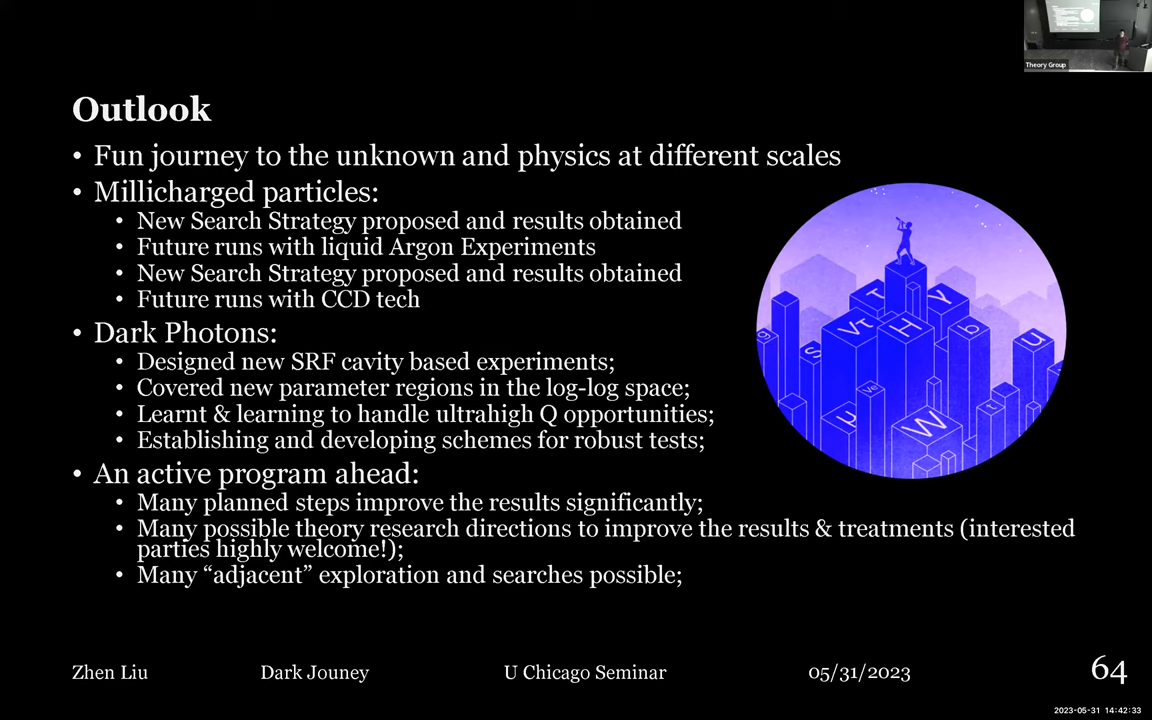 Theory Group
Outlook
• Fun journey to the unknown and physics at different scales
• Millicharged particles:
• New Search Strategy proposed and results obtained
• Future runs with liquid Argon Experiments
• New Search Strategy proposed and results obtained
• Future runs with CCD tech
• Dark Photons:
• Designed new SRF cavity based experiments;
• Covered new parameter regions in the log-log space;
• Learnt & learning to handle ultrahigh Q opportunities;
• Establishing and developing schemes for robust tests;
• An active program ahead:
• Many planned steps improve the results significantly;
• Many possible theory research directions to improve the results & treatments (interested
parties highly welcome!);
• Many “adjacent” exploration and searches possible;
τ γ
g ντ H b
s u
μ νe W t
Zhen Liu Dark Jouney U Chicago Seminar 05/31/2023 64
2023-05-31 14:42:33